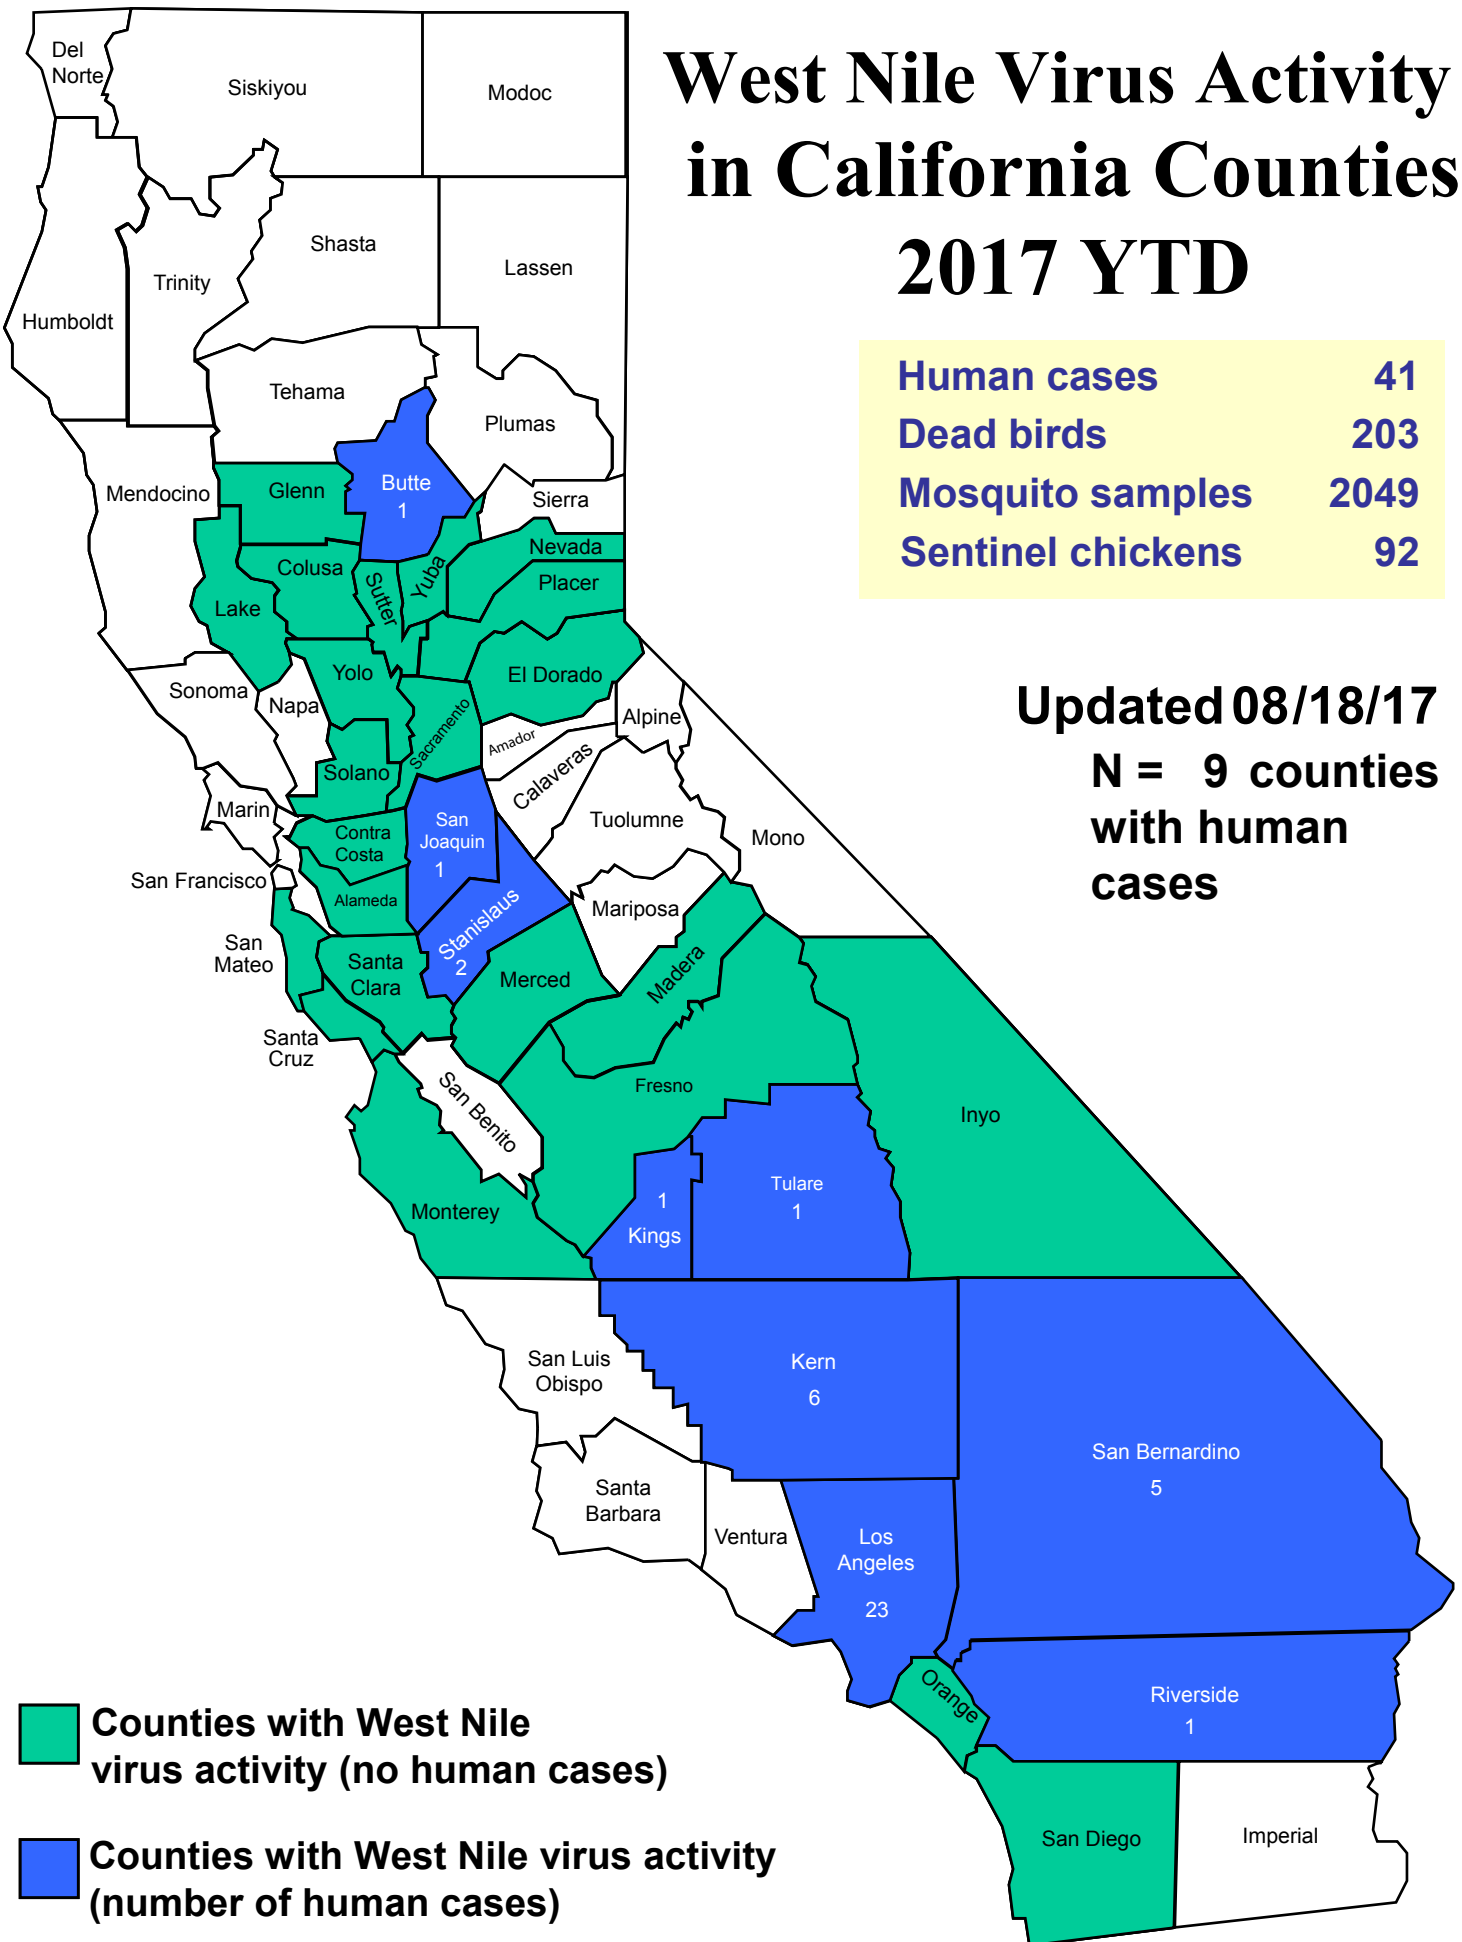 West Nile Virus Activity
in California Counties
2017 YTD
Human cases 41
Dead birds 203
Mosquito samples 2049
Sentinel chickens 92
Updated 08/18/17
N = 9 counties
with human
cases
Del
Norte
Siskiyou
Modoc
Shasta
Lassen
Trinity
Humboldt
Tehama
Plumas
Butte
1
Glenn
Mendocino
Sierra
Nevada
Colusa
Sutter
Yuba
Placer
Lake
Yolo
El Dorado
Sonoma
Napa
Sacramento
Alpine
Amador
Solano
Calaveras
Marin
Contra
Costa
San
Joaquin
1
Tuolumne
Mono
San Francisco
Alameda
Stanislaus
2
Mariposa
San
Mateo
Santa
Clara
Merced
Madera
Santa
Cruz
San Benito
Fresno
Inyo
Monterey
1
Kings
Tulare
1
San Luis
Obispo
Kern
6
San Bernardino
5
Santa
Barbara
Ventura
Los
Angeles
23
Orange
Riverside
1
San Diego
Imperial
Counties with West Nile
virus activity (no human cases)
Counties with West Nile virus activity
(number of human cases)